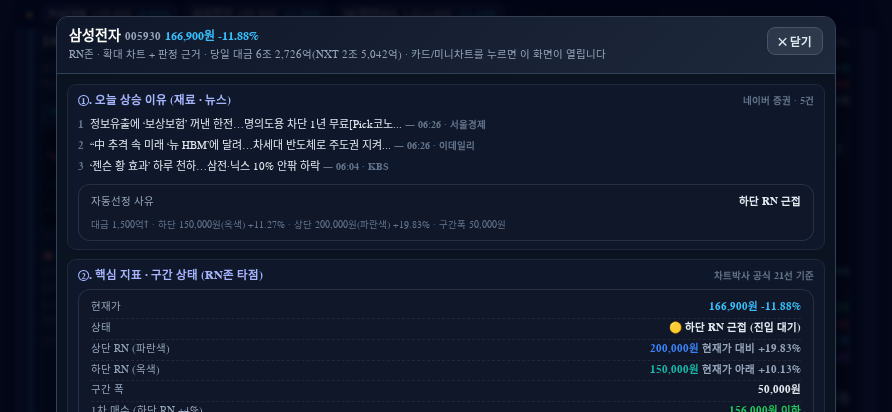 삼성전자 005930 166,900원 -11.88%
RN존 · 확대 차트 + 판정 근거 · 당일 대금 6조 2,726억(NXT 2조 5,042억) · 카드/미니차트를 누르면 이 화면이 열립니다
✕ 닫기
①. 오늘 상승 이유 (재료 · 뉴스)
네이버 증권 · 5건
1 정보유출에 ‘보상보험’ 꺼낸 한전…명의도용 차단 1년 무료[Pick코노... — 06:26 · 서울경제
2 “中 추격 속 미래 ‘뉴 HBM’에 달려…차세대 반도체로 주도권 지켜... — 06:26 · 이데일리
3 ‘젠슨 황 효과’ 하루 천하…삼전·닉스 10% 안팎 하락 — 06:04 · KBS
자동선정 사유
하단 RN 근접
대금 1,500억↑ · 하단 150,000원(옥색) +11.27% · 상단 200,000원(파란색) +19.83% · 구간폭 50,000원
②. 핵심 지표 · 구간 상태 (RN존 타점)
차트박사 공식 21선 기준
현재가
166,900원 -11.88%
상태
🟡 하단 RN 근접 (진입 대기)
상단 RN (파란색)
200,000원 현재가 대비 +19.83%
하단 RN (옥색)
150,000원 현재가 아래 +10.13%
구간 폭
50,000원
1차 매수 (하단 RN +4%)
156,000원 이하